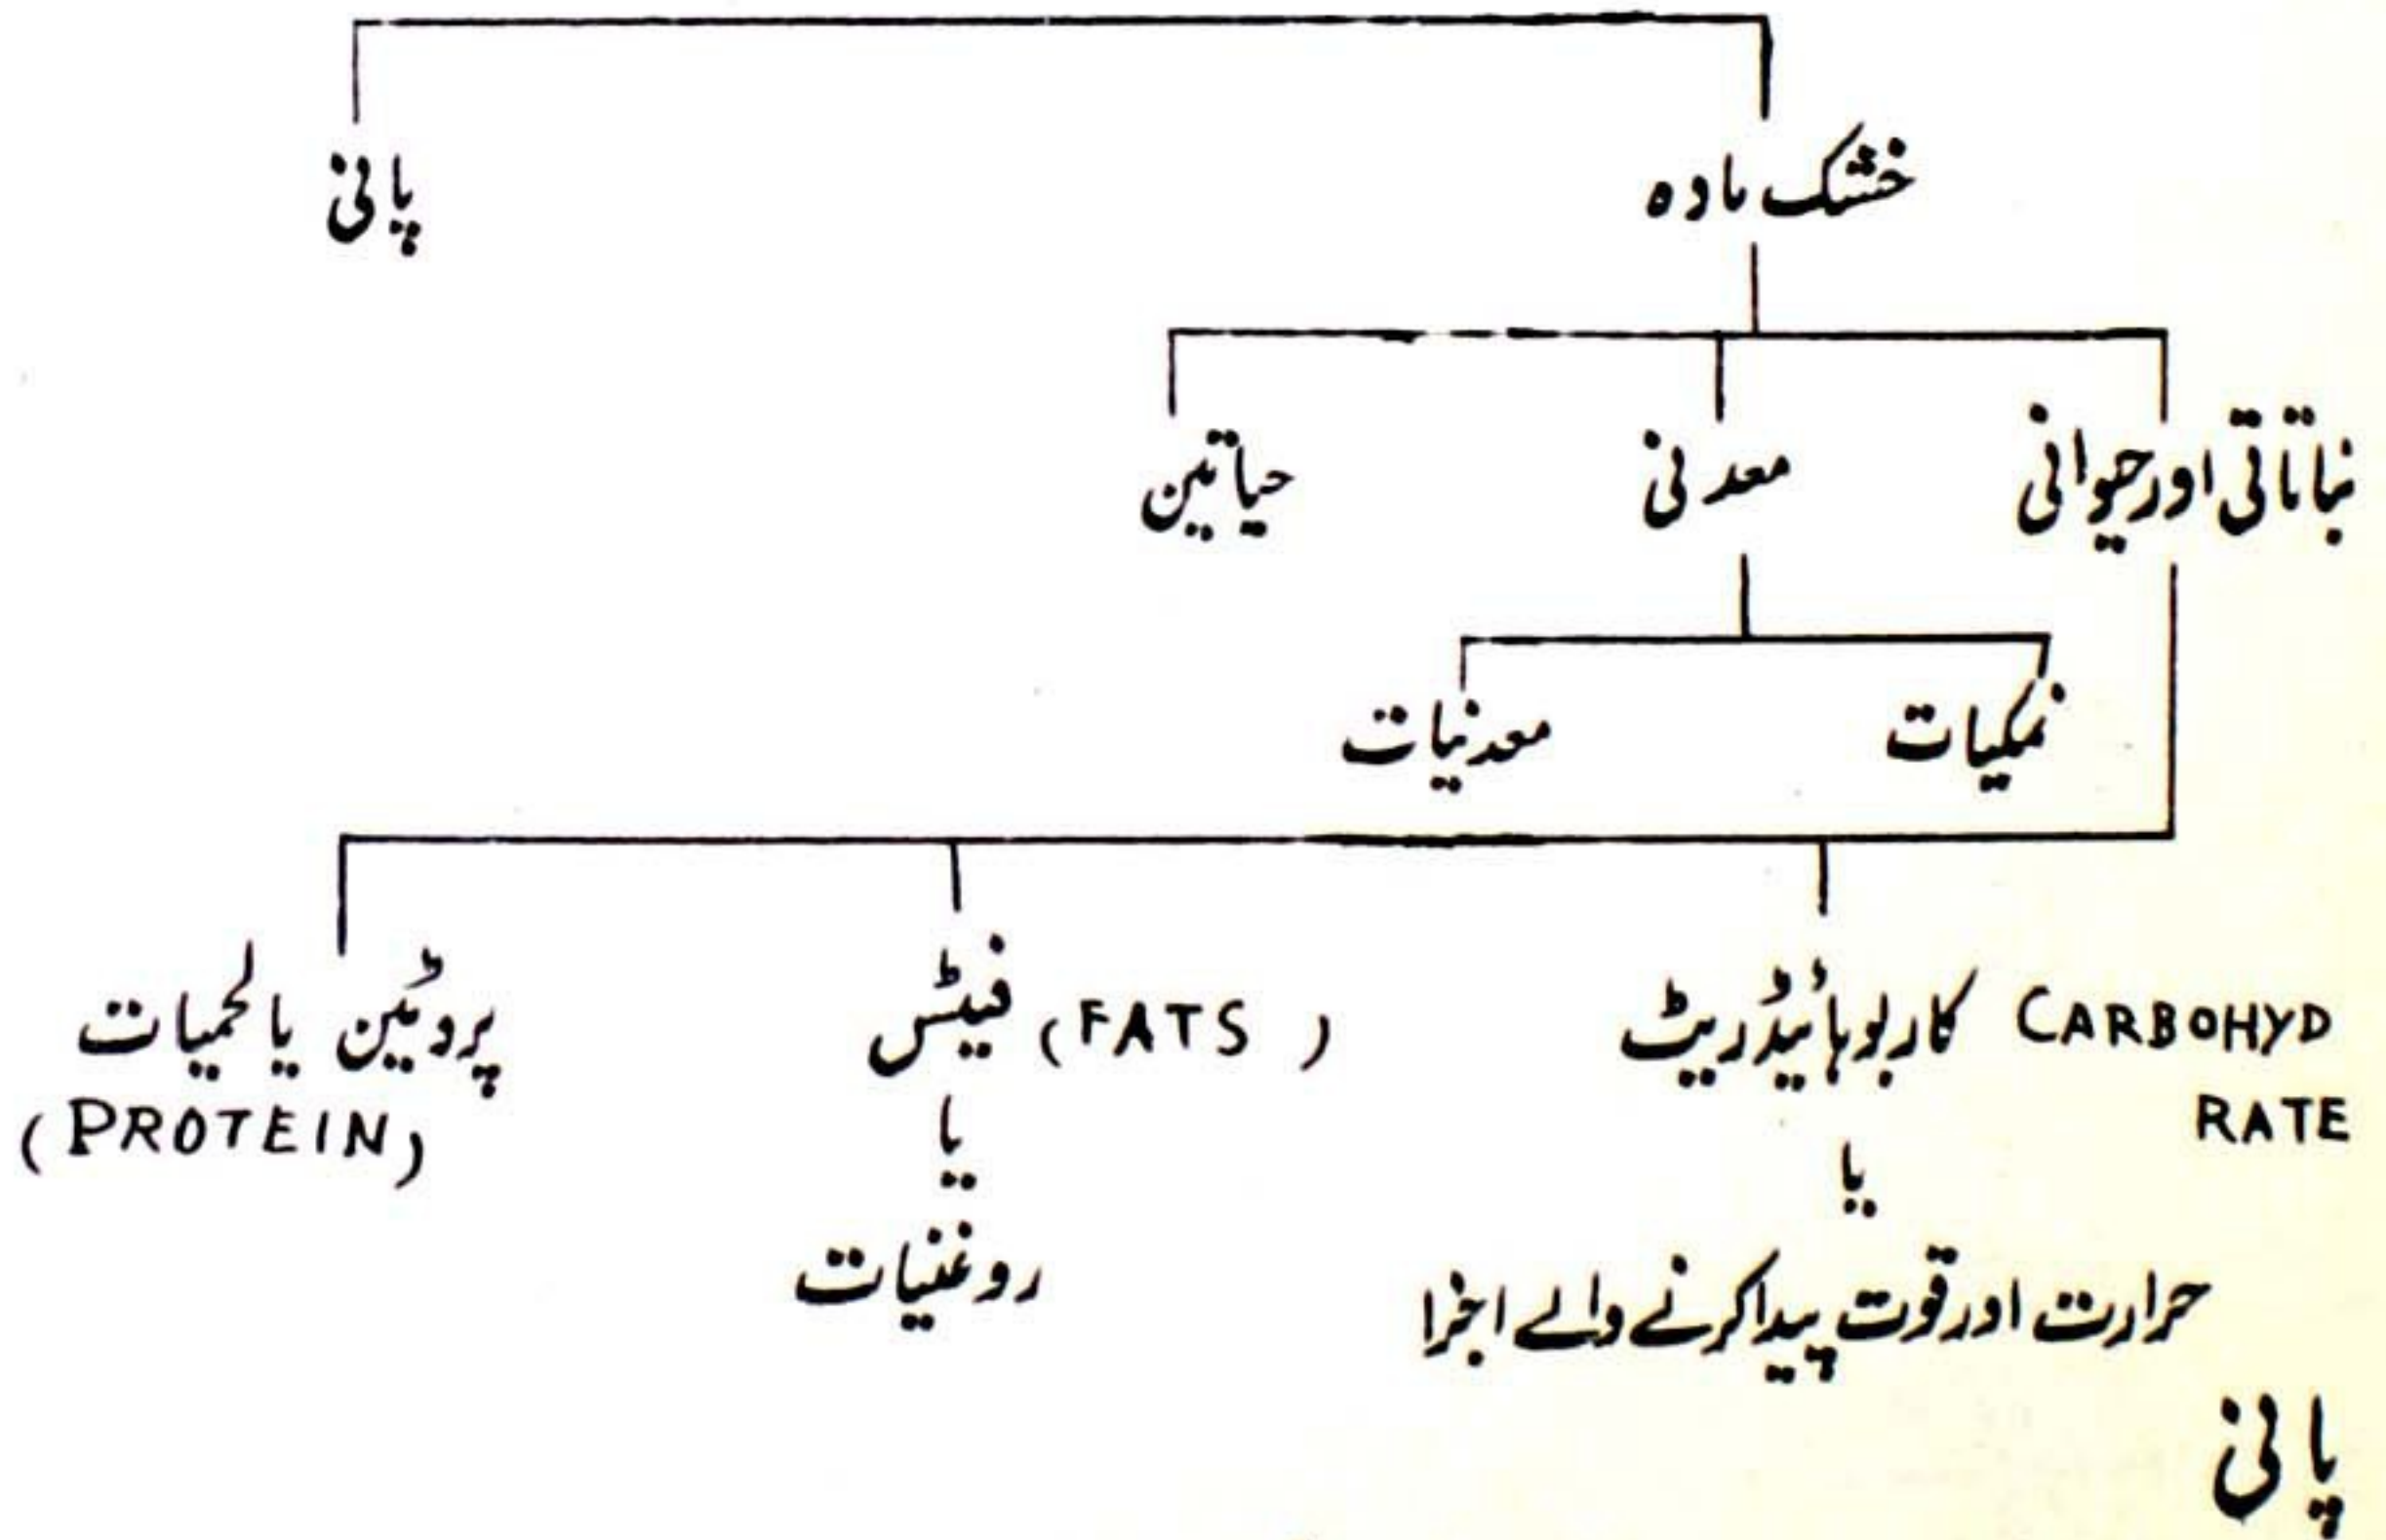 خشک مادہ
پانی
نباتاتی اور حیوانی
معدنی
حیاتین
نمکیات
معدنیات
کاربوہائیڈریٹ CARBOHYD
RATE
یا
حرارت اور قوت پیدا کرنے والے اجزا
فیٹس (FATS)
یا
روغنیات
پروٹین یا لحمیات
(PROTEIN)
پانی